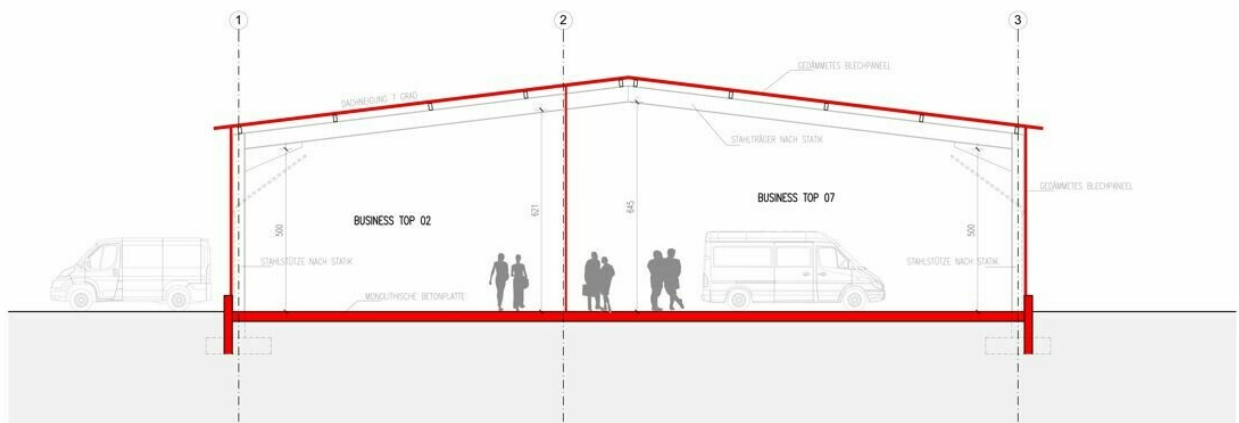 1
2
3
GEDÄMMTES BLECHPANEEL
DACHNEIGUNG 7 GRAD
STAHLTRÄGER NACH STATIK
GEDÄMMTES BLECHPANEEL
BUSINESS TOP 02
BUSINESS TOP 07
500
621
645
500
STAHLSTÜTZE NACH STATIK
STAHLSTÜTZE NACH STATIK
MONOLITHISCHE BETONPLATTE